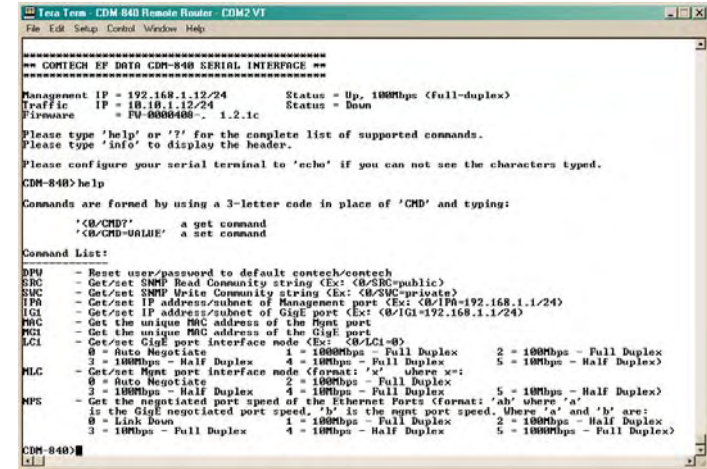 Tera Term - CDM-840 Remote Router - COM2 VT
File Edit Setup Control Window Help
** COMTECH EF DATA CDM-840 SERIAL INTERFACE **
Management IP = 192.168.1.12/24 Status = Up, 100Mbps (full-duplex)
Traffic IP = 10.10.1.12/24 Status = Down
Firmware = FW-0000408-, 1.2.1c
Please type 'help' or '?' for the complete list of supported commands.
Please type 'info' to display the header.
Please configure your serial terminal to 'echo' if you can not see the characters typed.
CDM-840>help
Commands are formed by using a 3-letter code in place of 'CMD' and typing:
'<0/CMD?' a get command
'<0/CMD=VALUE' a set command
Command List:
-------------
DPW - Reset user/password to default comtech/comtech
SRC - Get/set SNMP Read Community string (Ex: <0/SRC=public)
SWC - Get/set SNMP Write Community string (Ex: <0/SWC=private)
IPA - Get/set IP address/subnet of Management port (Ex: <0/IPA=192.168.1.1/24)
IG1 - Get/set IP address/subnet of GigE port (Ex: <0/IG1=192.168.1.1/24)
MAC - Get the unique MAC address of the Mgmt port
MG1 - Get the unique MAC address of the GigE port
LC1 - Get/set GigE port interface mode (Ex: <0/LC1=0)
0 = Auto Negotiate 1 = 1000Mbps - Full Duplex 2 = 100Mbps - Full Duplex
3 = 100Mbps - Half Duplex 4 = 10Mbps - Full Duplex 5 = 10Mbps - Half Duplex)
MLC - Get/set Mgmt port interface mode (format: 'x' where x=:
0 = Auto Negotiate 2 = 100Mbps - Full Duplex
3 = 100Mbps - Half Duplex 4 = 10Mbps - Full Duplex 5 = 10Mbps - Half Duplex)
NPS - Get the negotiated port speed of the Ethernet Ports (format: 'ab' where 'a'
is the GigE negotiated port speed, 'b' is the mgmt port speed. Where 'a' and 'b' are:
0 = Link Down 1 = 100Mbps - Full Duplex 2 = 100Mbps - Half Duplex
3 = 10Mbps - Full Duplex 4 = 10Mbps - Half Duplex 5 = 1000Mbps - Full Duplex)
CDM-840>